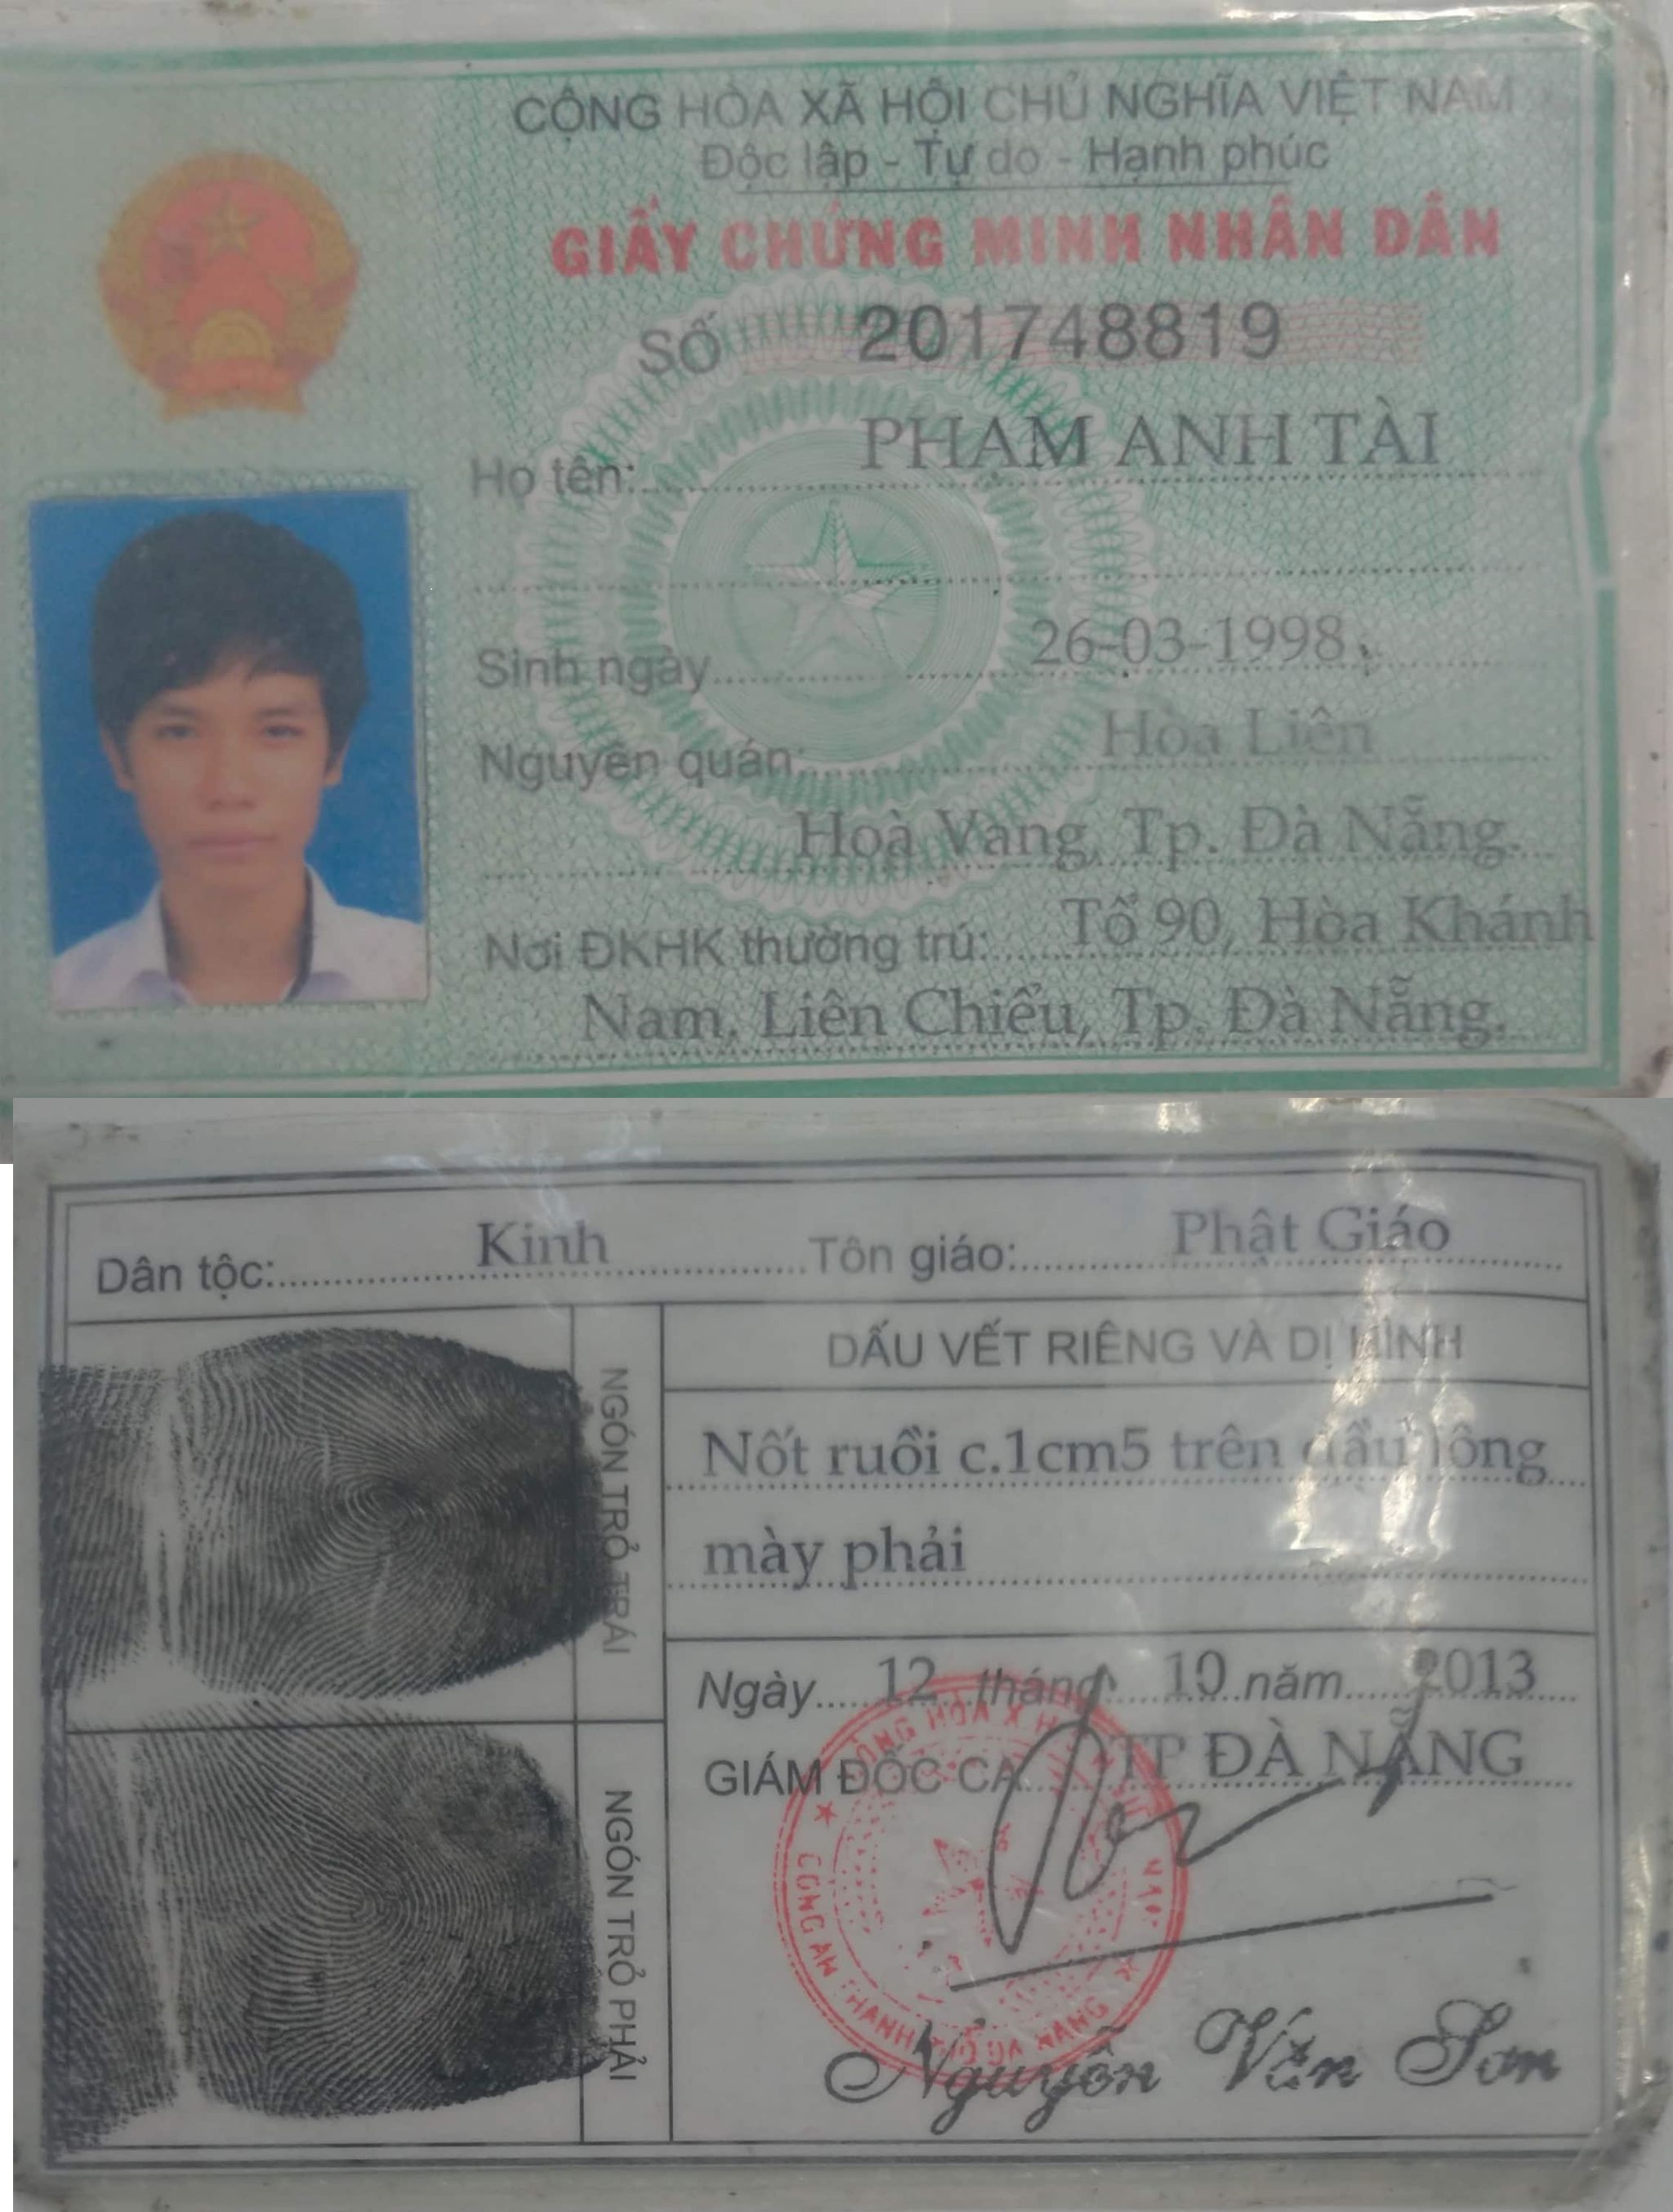 CỘNG HÒA XÃ HỘI CHỦ NGHĨA VIỆT NAM
Độc lập - Tự do - Hạnh phúc
GIẤY CHỨNG MINH NHÂN DÂN
SỐ 201748819
Họ tên: PHẠM ANH TÀI
Sinh ngày 26-03-1998
Nguyên quán: Hòa Liên
Hoà Vang, Tp. Đà Nẵng.
Nơi ĐKHK thường trú: Tổ 90, Hòa Khánh
Nam, Liên Chiểu, Tp. Đà Nẵng.
Dân tộc: Kinh Tôn giáo: Phật Giáo
NGÓN TRỎ TRÁI
NGÓN TRỎ PHẢI
DẤU VẾT RIÊNG VÀ DỊ HÌNH
Nốt ruồi c.1cm5 trên đầu lông
mày phải
Ngày 12 tháng 10 năm 2013
GIÁM ĐỐC CA TP ĐÀ NẴNG
CÔNG AN THÀNH PHỐ ĐÀ NẴNG
Nguyễn Văn Sơn